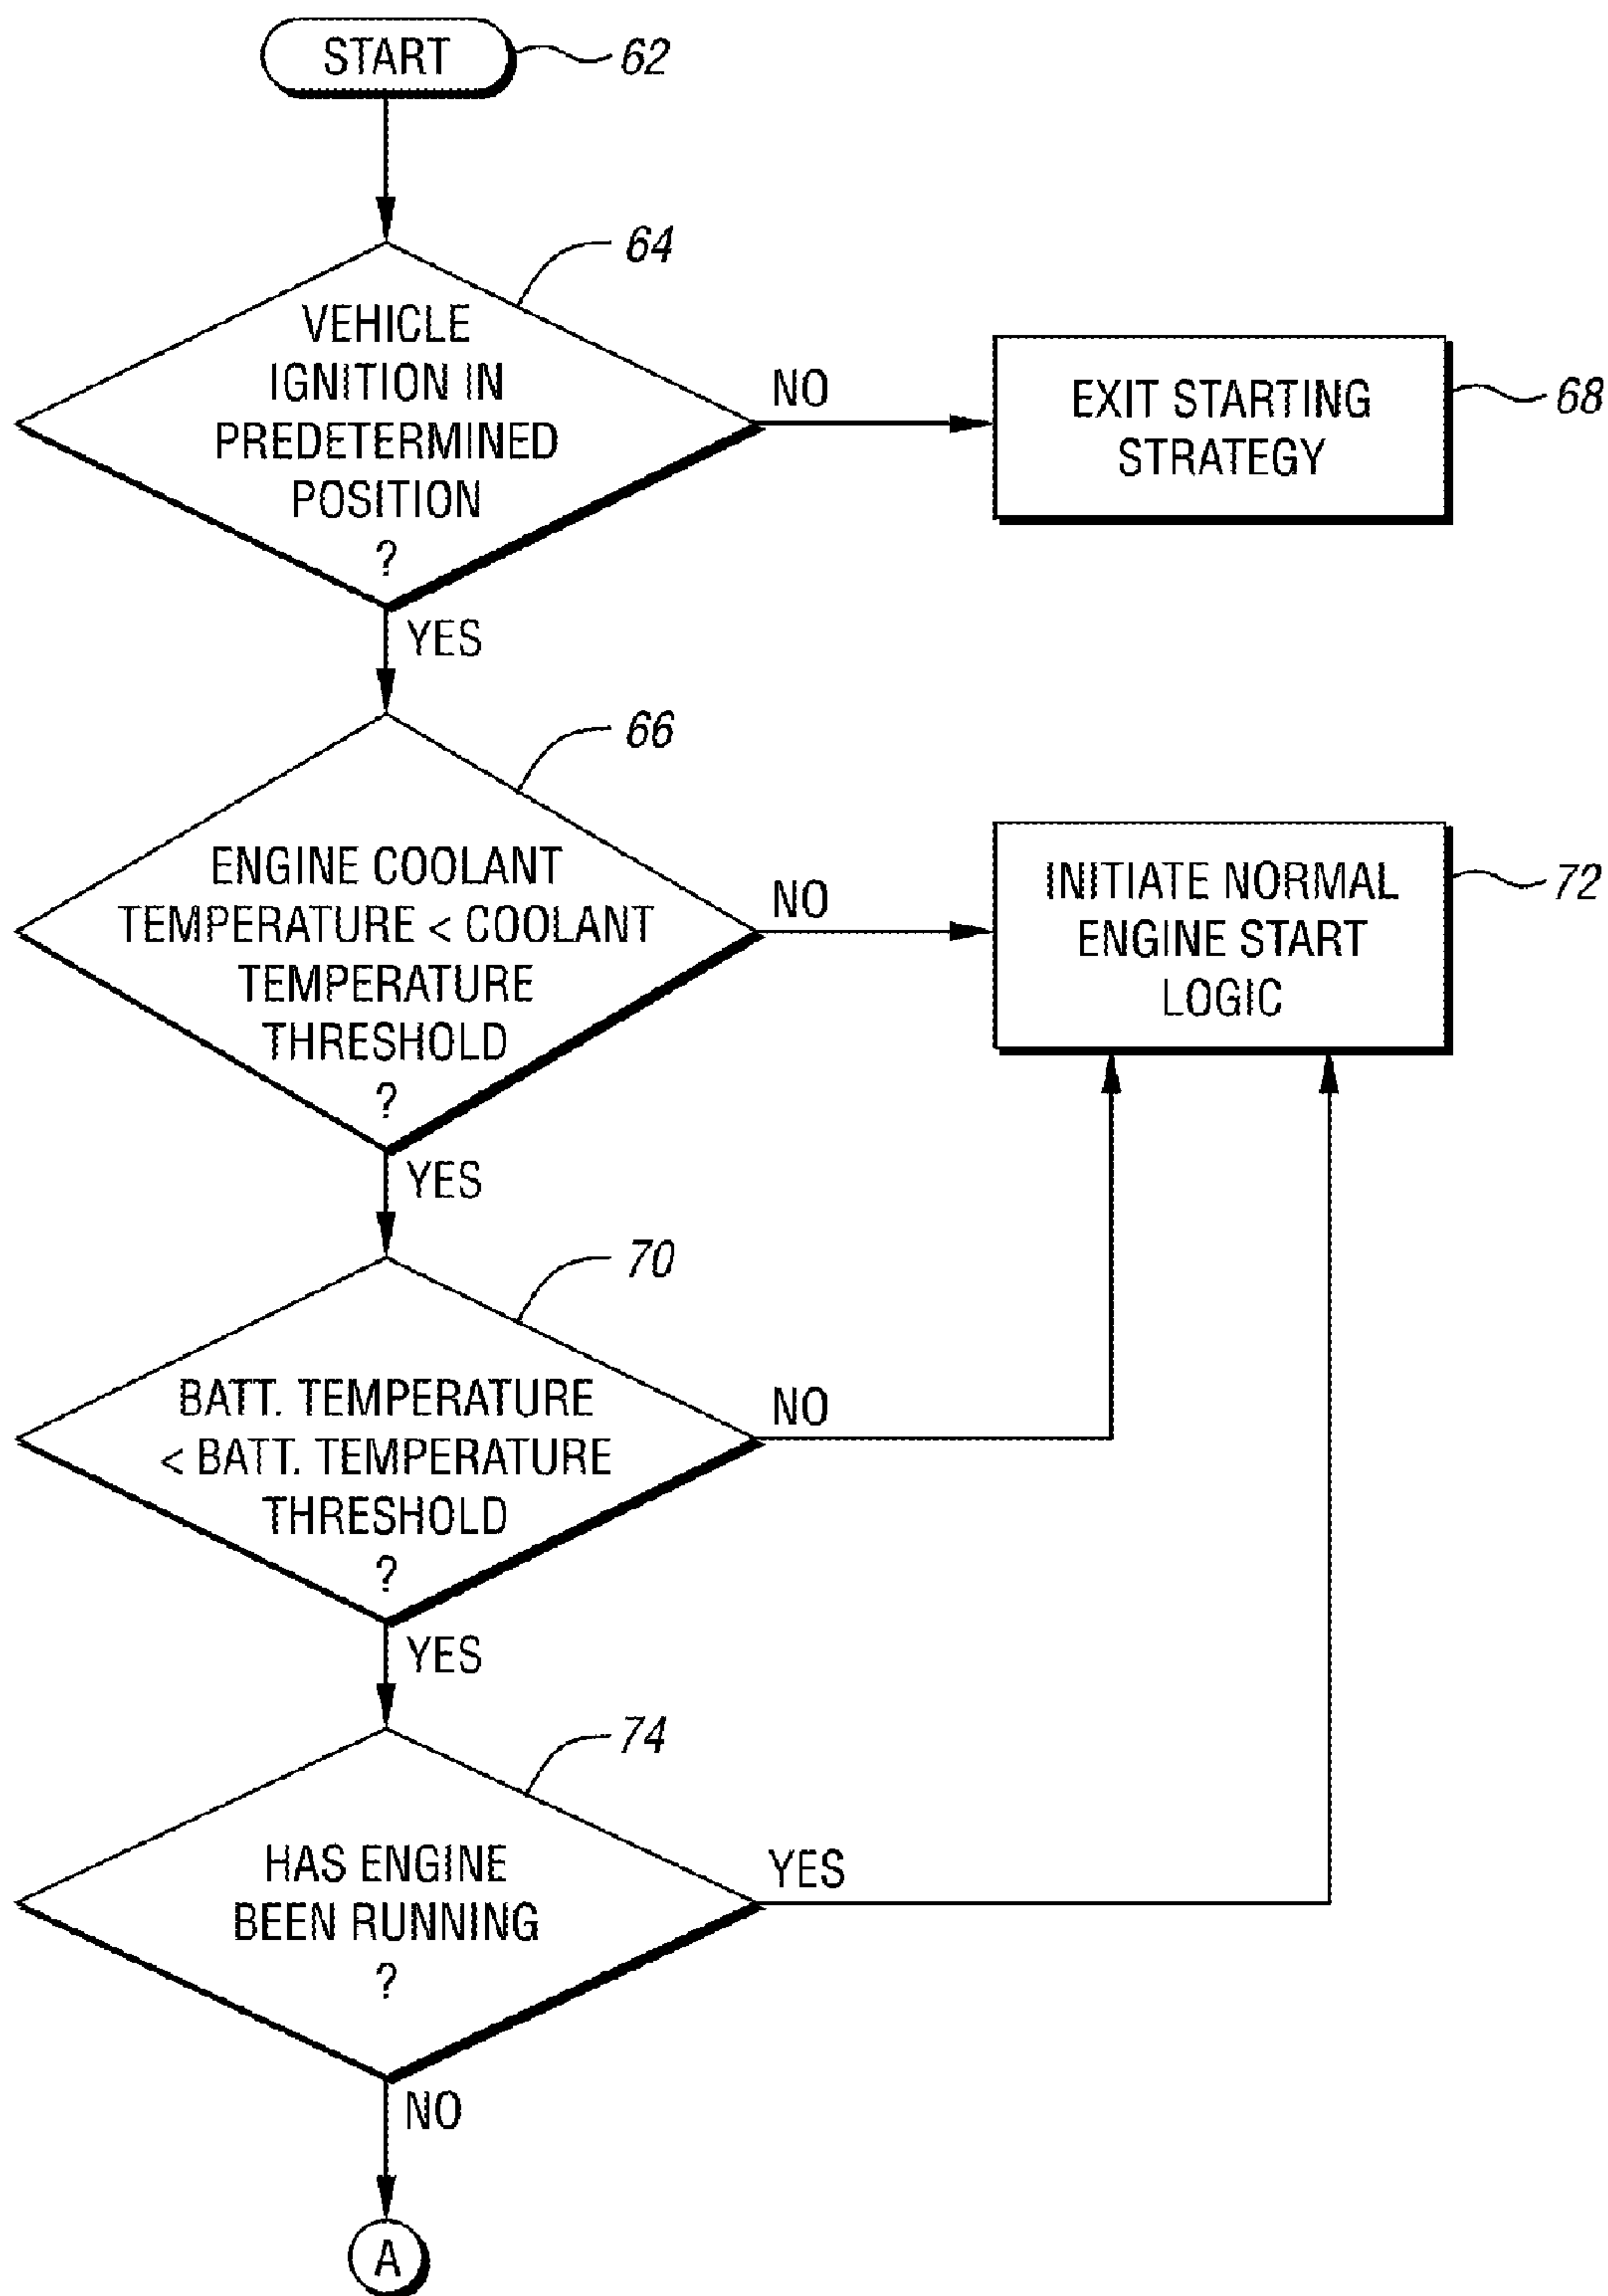 START
62
64
VEHICLE
IGNITION IN
PREDETERMINED
POSITION
?
NO
EXIT STARTING
STRATEGY
68
YES
66
ENGINE COOLANT
TEMPERATURE < COOLANT
TEMPERATURE
THRESHOLD
?
NO
INITIATE NORMAL
ENGINE START
LOGIC
72
YES
70
BATT. TEMPERATURE
< BATT. TEMPERATURE
THRESHOLD
?
NO
YES
74
HAS ENGINE
BEEN RUNNING
?
YES
NO
A